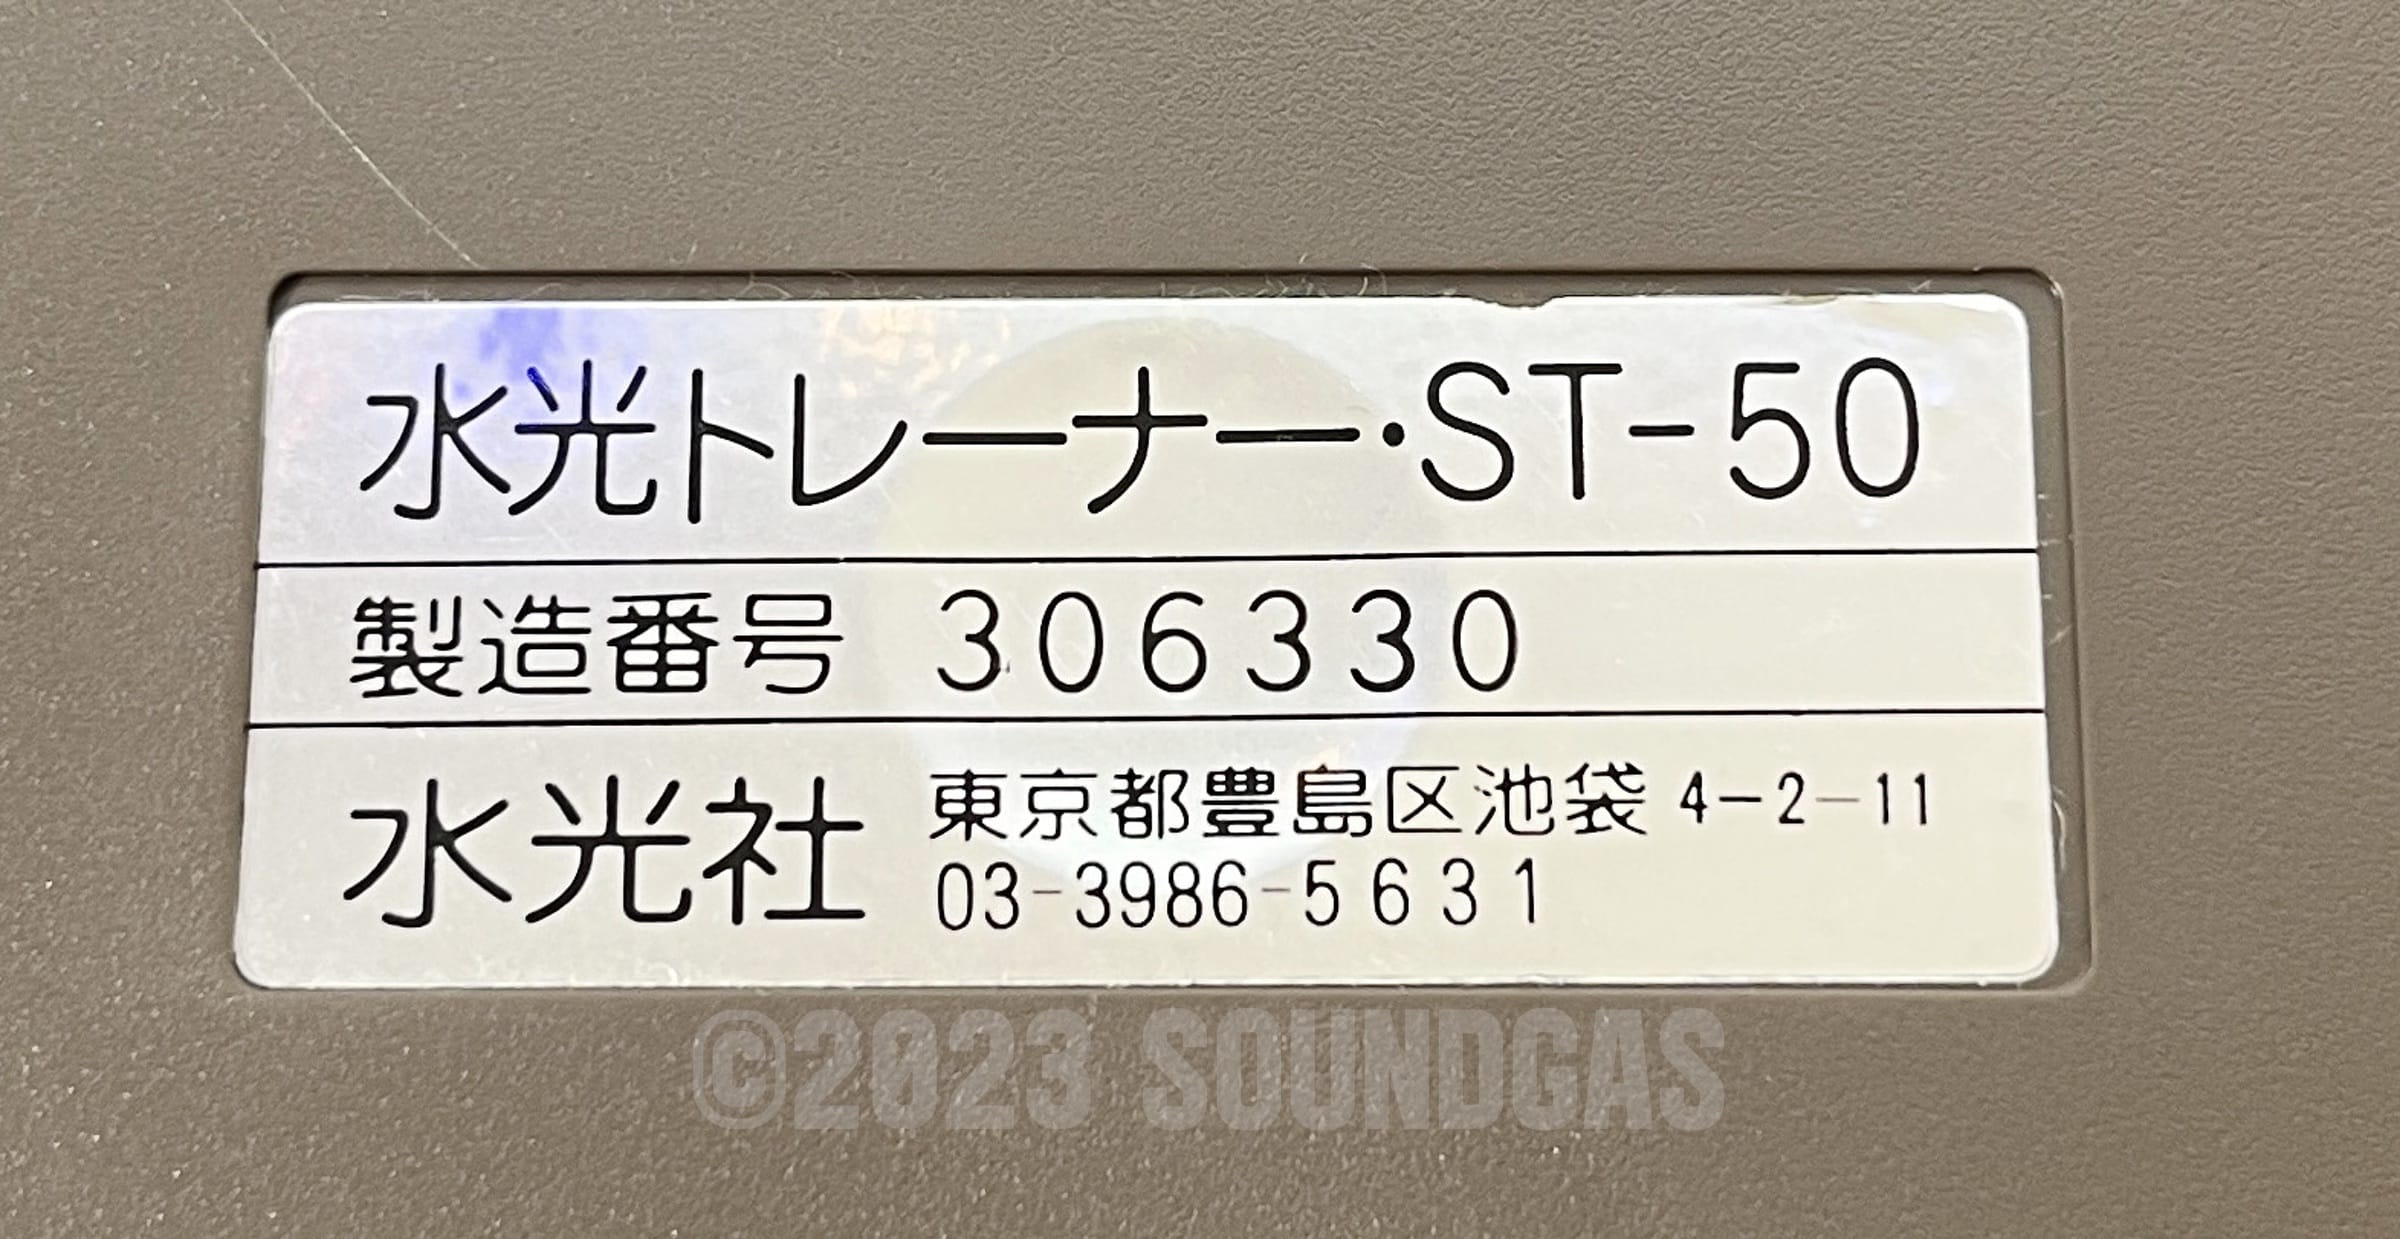 水光トレーナー・ST-50
製造番号 306330
水光社 東京都豊島区池袋 4-2-11
03-3986-5631
©2023 SOUNDGAS